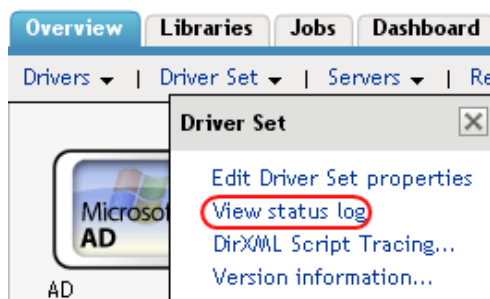 Overview Libraries Jobs Dashboard
Drivers | Driver Set | Servers | Re
Driver Set
Edit Driver Set properties
View status log
DirXML Script Tracing...
Version information...
Microsof
AD
AD